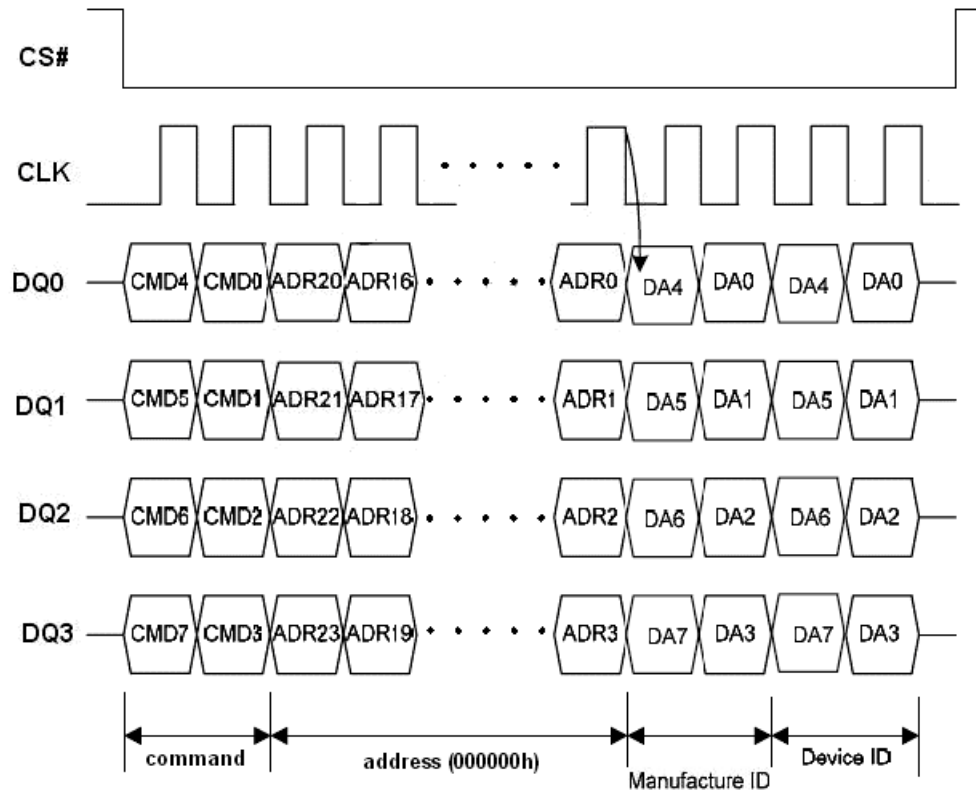 CS#
CLK
DQ0 CMD4 CMD0 ADR20 ADR16 ADR0 DA4 DA0 DA4 DA0
DQ1 CMD5 CMD1 ADR21 ADR17 ADR1 DA5 DA1 DA5 DA1
DQ2 CMD6 CMD2 ADR22 ADR18 ADR2 DA6 DA2 DA6 DA2
DQ3 CMD7 CMD3 ADR23 ADR19 ADR3 DA7 DA3 DA7 DA3
command address (000000h) Manufacture ID Device ID